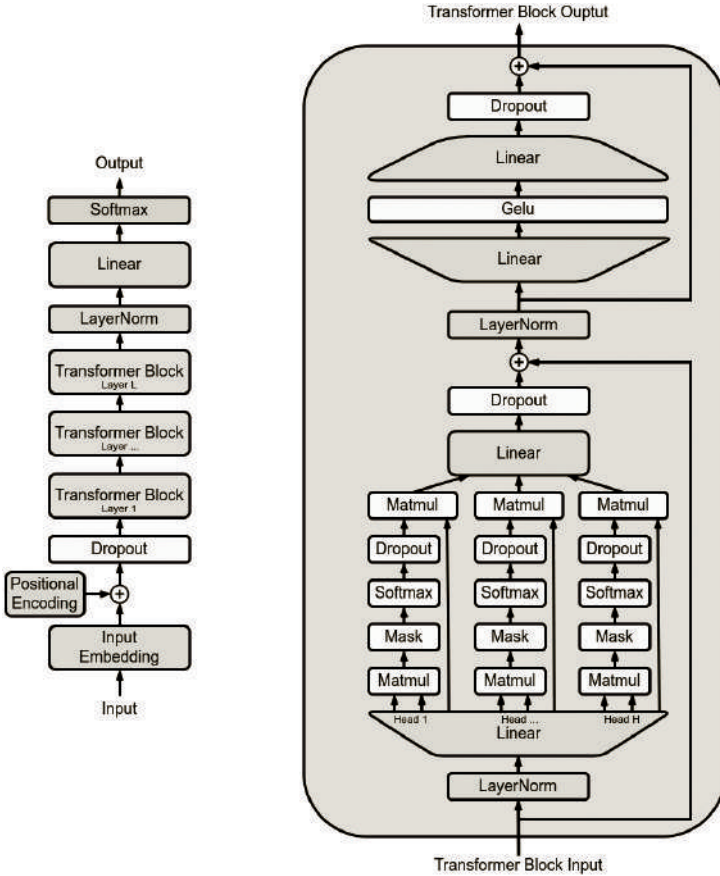 Output
Softmax
Linear
LayerNorm
Transformer Block
Layer L
Transformer Block
Layer ...
Transformer Block
Layer 1
Dropout
Positional
Encoding
+
Input
Embedding
Input
Transformer Block Ouptut
+
Dropout
Linear
Gelu
Linear
LayerNorm
+
Dropout
Linear
Matmul Matmul Matmul
Dropout Dropout Dropout
Softmax Softmax Softmax
Mask Mask Mask
Matmul Matmul Matmul
Head 1 Head ... Head H
Linear
LayerNorm
Transformer Block Input